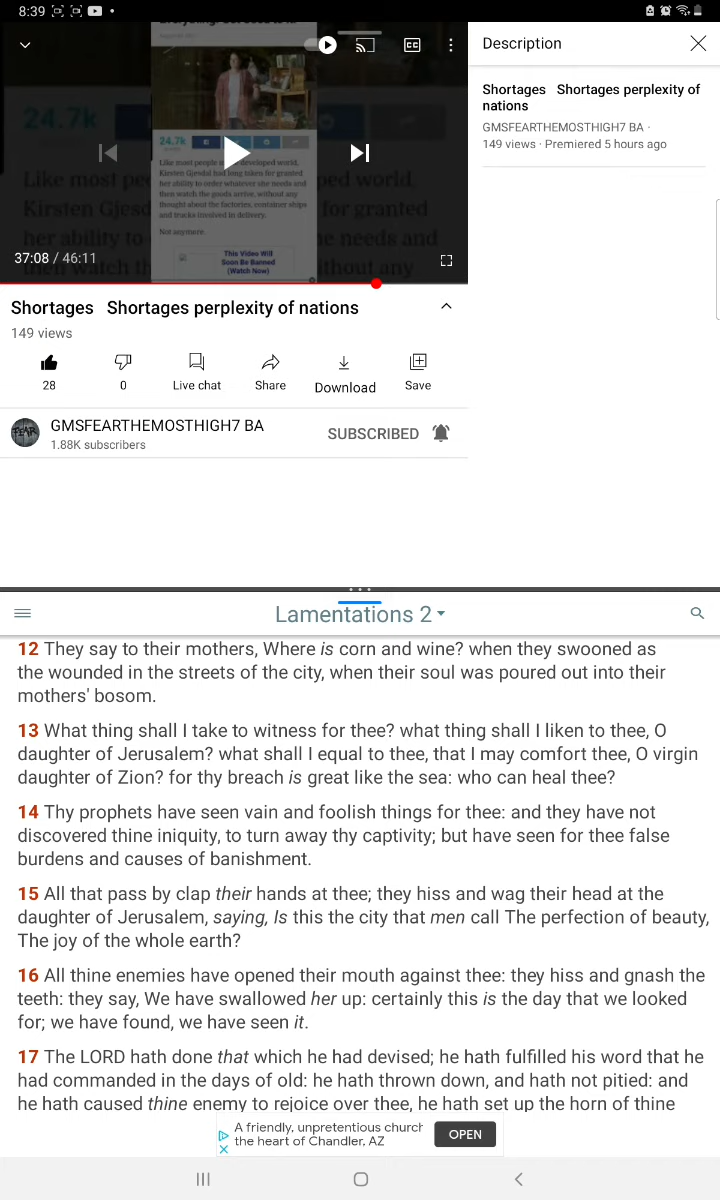 8:39
Description
Shortages Shortages perplexity of
nations
GMSFEARTHEMOSTHIGH7 BA ·
149 views · Premiered 5 hours ago
CC
24.7k
24.7k
Like most people in developed world,
Kirsten Gjesdal had long taken for granted
her ability to order whatever she needs and
then watch the goods arrive, without any
thought about the factories, container ships
and trucks involved in delivery.
Not anymore.
This Video Will
Soon Be Banned
(Watch Now)
37:08 / 46:11
Shortages Shortages perplexity of nations
149 views
28
0
Live chat
Share
Download
Save
FEAR
GMSFEARTHEMOSTHIGH7 BA
1.88K subscribers
SUBSCRIBED
Lamentations 2
12 They say to their mothers, Where is corn and wine? when they swooned as
the wounded in the streets of the city, when their soul was poured out into their
mothers' bosom.
13 What thing shall I take to witness for thee? what thing shall I liken to thee, O
daughter of Jerusalem? what shall I equal to thee, that I may comfort thee, O virgin
daughter of Zion? for thy breach is great like the sea: who can heal thee?
14 Thy prophets have seen vain and foolish things for thee: and they have not
discovered thine iniquity, to turn away thy captivity; but have seen for thee false
burdens and causes of banishment.
15 All that pass by clap their hands at thee; they hiss and wag their head at the
daughter of Jerusalem, saying, Is this the city that men call The perfection of beauty,
The joy of the whole earth?
16 All thine enemies have opened their mouth against thee: they hiss and gnash the
teeth: they say, We have swallowed her up: certainly this is the day that we looked
for; we have found, we have seen it.
17 The LORD hath done that which he had devised; he hath fulfilled his word that he
had commanded in the days of old: he hath thrown down, and hath not pitied: and
he hath caused thine enemy to rejoice over thee, he hath set up the horn of thine
A friendly, unpretentious church
the heart of Chandler, AZ
OPEN